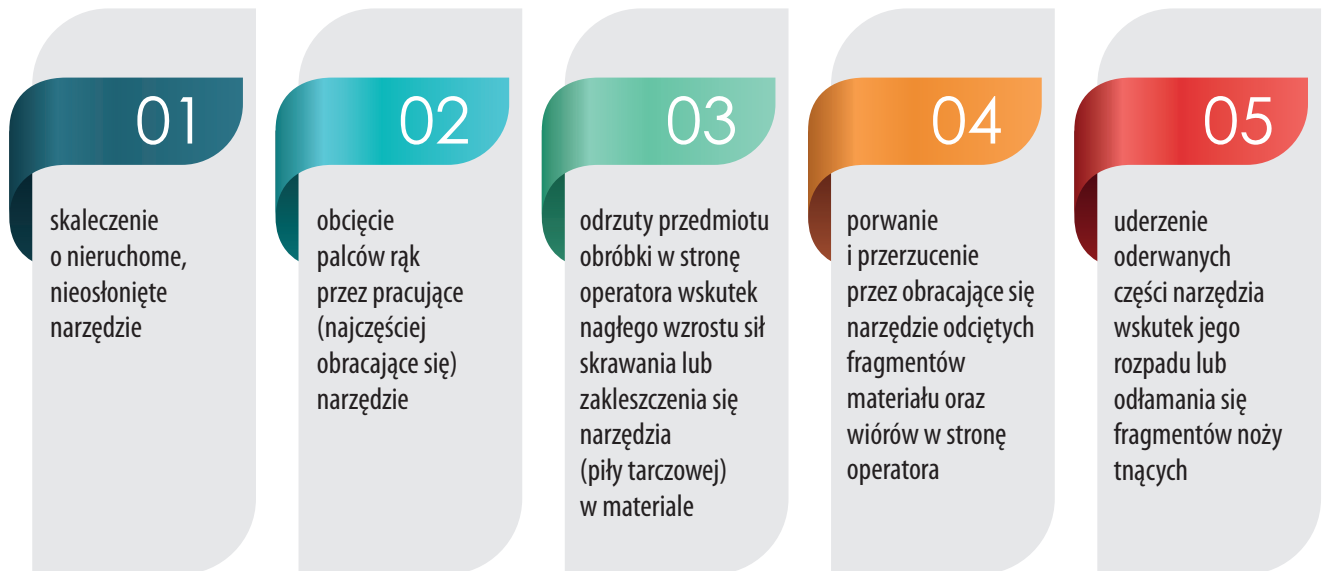 01
skaleczenie
o nieruchome,
nieosłonięte
narzędzie
02
obcięcie
palców rąk
przez pracujące
(najczęściej
obracające się)
narzędzie
03
odrzuty przedmiotu
obróbki w stronę
operatora wskutek
nagłego wzrostu sił
skrawania lub
zakleszczenia się
narzędzia
(piły tarczowej)
w materiale
04
porwanie
i przerzucenie
przez obracające się
narzędzie odciętych
fragmentów
materiału oraz
wiórów w stronę
operatora
05
uderzenie
oderwanych
części narzędzia
wskutek jego
rozpadu lub
odłamania się
fragmentów noży
tnących